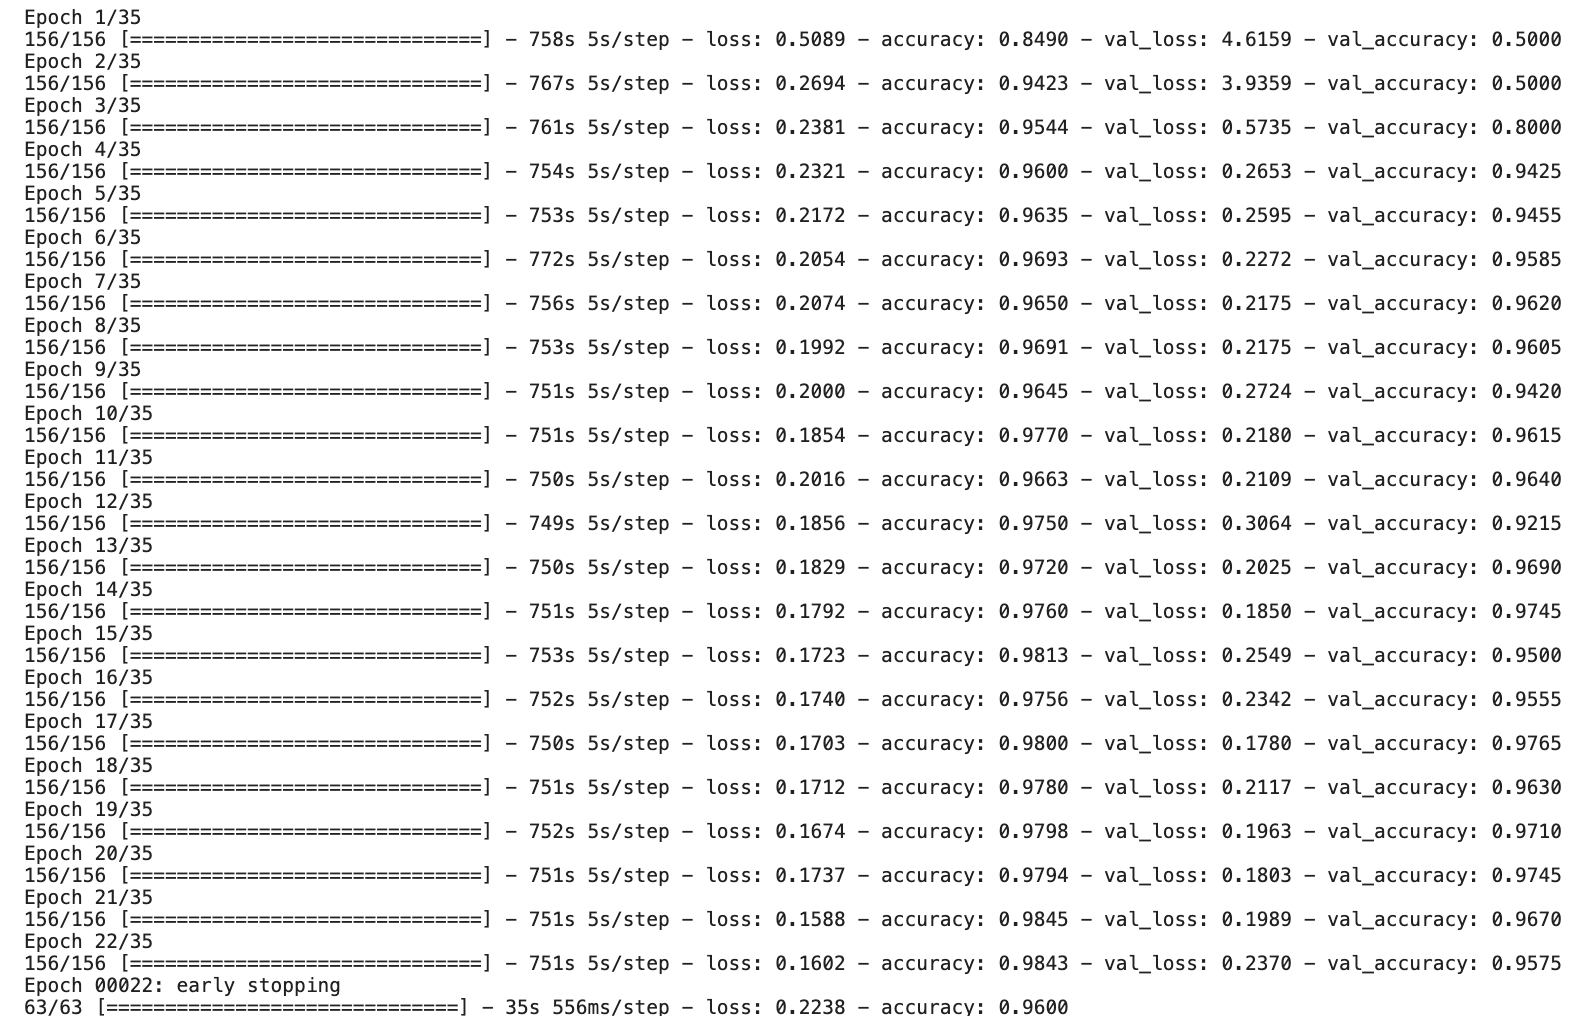 Epoch 1/35
156/156 [==============================] - 758s 5s/step - loss: 0.5089 - accuracy: 0.8490 - val_loss: 4.6159 - val_accuracy: 0.5000
Epoch 2/35
156/156 [==============================] - 767s 5s/step - loss: 0.2694 - accuracy: 0.9423 - val_loss: 3.9359 - val_accuracy: 0.5000
Epoch 3/35
156/156 [==============================] - 761s 5s/step - loss: 0.2381 - accuracy: 0.9544 - val_loss: 0.5735 - val_accuracy: 0.8000
Epoch 4/35
156/156 [==============================] - 754s 5s/step - loss: 0.2321 - accuracy: 0.9600 - val_loss: 0.2653 - val_accuracy: 0.9425
Epoch 5/35
156/156 [==============================] - 753s 5s/step - loss: 0.2172 - accuracy: 0.9635 - val_loss: 0.2595 - val_accuracy: 0.9455
Epoch 6/35
156/156 [==============================] - 772s 5s/step - loss: 0.2054 - accuracy: 0.9693 - val_loss: 0.2272 - val_accuracy: 0.9585
Epoch 7/35
156/156 [==============================] - 756s 5s/step - loss: 0.2074 - accuracy: 0.9650 - val_loss: 0.2175 - val_accuracy: 0.9620
Epoch 8/35
156/156 [==============================] - 753s 5s/step - loss: 0.1992 - accuracy: 0.9691 - val_loss: 0.2175 - val_accuracy: 0.9605
Epoch 9/35
156/156 [==============================] - 751s 5s/step - loss: 0.2000 - accuracy: 0.9645 - val_loss: 0.2724 - val_accuracy: 0.9420
Epoch 10/35
156/156 [==============================] - 751s 5s/step - loss: 0.1854 - accuracy: 0.9770 - val_loss: 0.2180 - val_accuracy: 0.9615
Epoch 11/35
156/156 [==============================] - 750s 5s/step - loss: 0.2016 - accuracy: 0.9663 - val_loss: 0.2109 - val_accuracy: 0.9640
Epoch 12/35
156/156 [==============================] - 749s 5s/step - loss: 0.1856 - accuracy: 0.9750 - val_loss: 0.3064 - val_accuracy: 0.9215
Epoch 13/35
156/156 [==============================] - 750s 5s/step - loss: 0.1829 - accuracy: 0.9720 - val_loss: 0.2025 - val_accuracy: 0.9690
Epoch 14/35
156/156 [==============================] - 751s 5s/step - loss: 0.1792 - accuracy: 0.9760 - val_loss: 0.1850 - val_accuracy: 0.9745
Epoch 15/35
156/156 [==============================] - 753s 5s/step - loss: 0.1723 - accuracy: 0.9813 - val_loss: 0.2549 - val_accuracy: 0.9500
Epoch 16/35
156/156 [==============================] - 752s 5s/step - loss: 0.1740 - accuracy: 0.9756 - val_loss: 0.2342 - val_accuracy: 0.9555
Epoch 17/35
156/156 [==============================] - 750s 5s/step - loss: 0.1703 - accuracy: 0.9800 - val_loss: 0.1780 - val_accuracy: 0.9765
Epoch 18/35
156/156 [==============================] - 751s 5s/step - loss: 0.1712 - accuracy: 0.9780 - val_loss: 0.2117 - val_accuracy: 0.9630
Epoch 19/35
156/156 [==============================] - 752s 5s/step - loss: 0.1674 - accuracy: 0.9798 - val_loss: 0.1963 - val_accuracy: 0.9710
Epoch 20/35
156/156 [==============================] - 751s 5s/step - loss: 0.1737 - accuracy: 0.9794 - val_loss: 0.1803 - val_accuracy: 0.9745
Epoch 21/35
156/156 [==============================] - 751s 5s/step - loss: 0.1588 - accuracy: 0.9845 - val_loss: 0.1989 - val_accuracy: 0.9670
Epoch 22/35
156/156 [==============================] - 751s 5s/step - loss: 0.1602 - accuracy: 0.9843 - val_loss: 0.2370 - val_accuracy: 0.9575
Epoch 00022: early stopping
63/63 [==============================] - 35s 556ms/step - loss: 0.2238 - accuracy: 0.9600